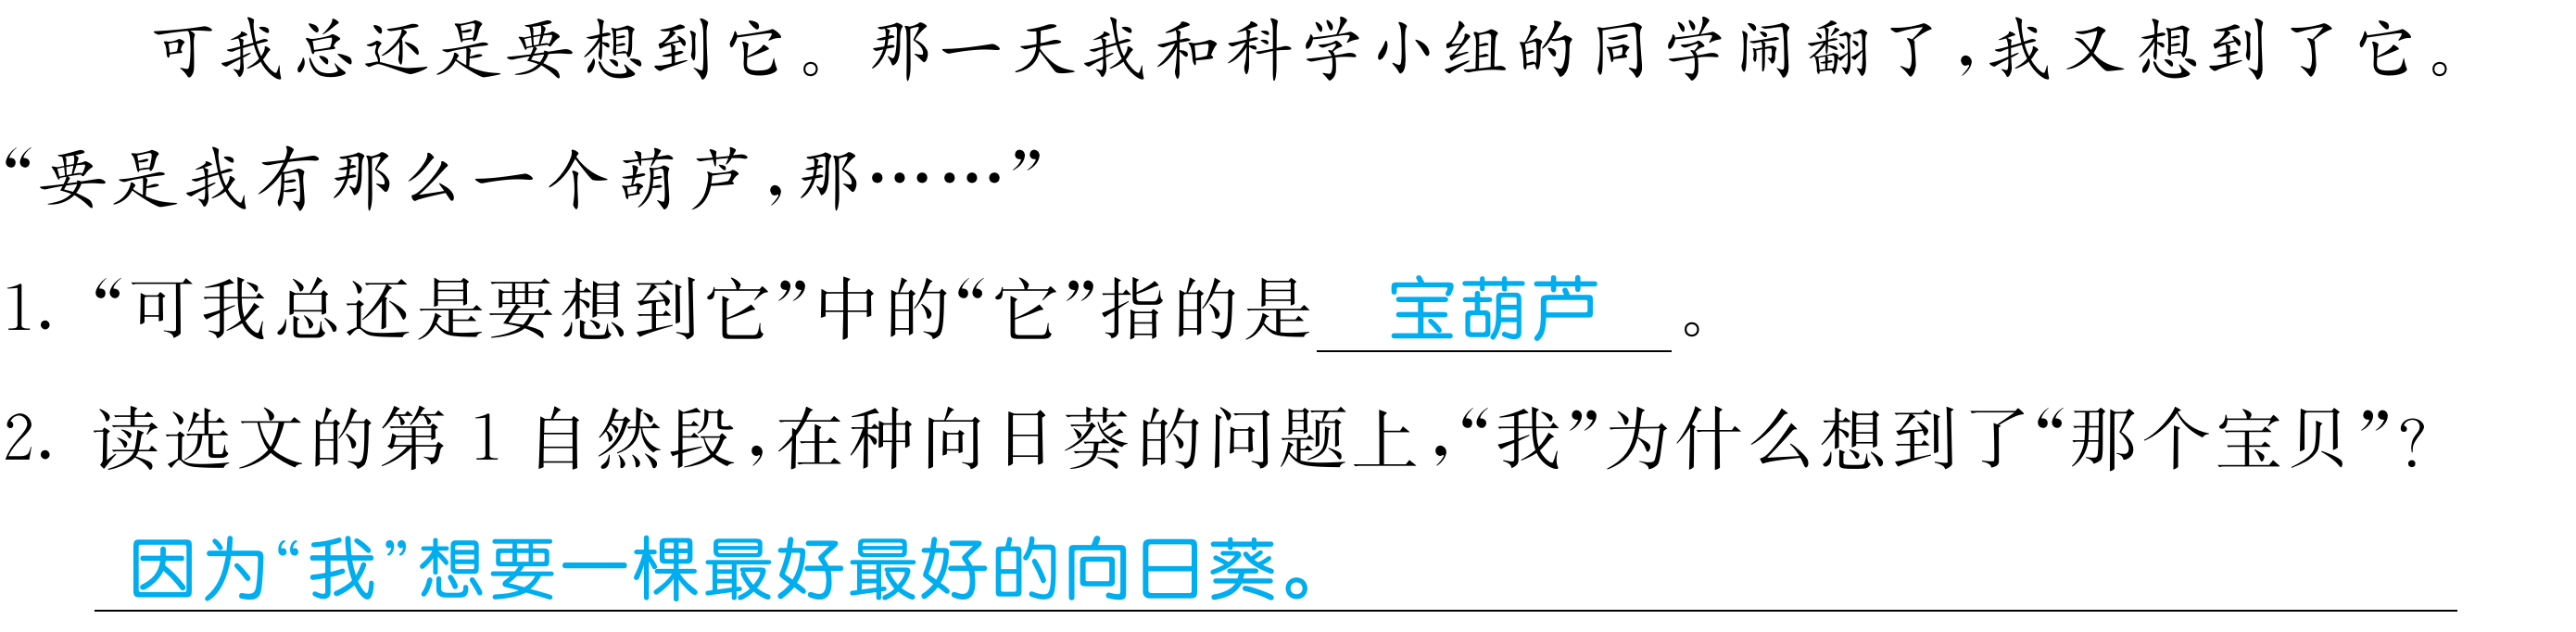 可我总还是要想到它。那一天我和科学小组的同学闹翻了,我又想到了它。
“要是我有那么一个葫芦,那……”
1. “可我总还是要想到它”中的“它”指的是 宝葫芦 。
2. 读选文的第 1 自然段,在种向日葵的问题上,“我”为什么想到了“那个宝贝”?
因为“我”想要一棵最好最好的向日葵。